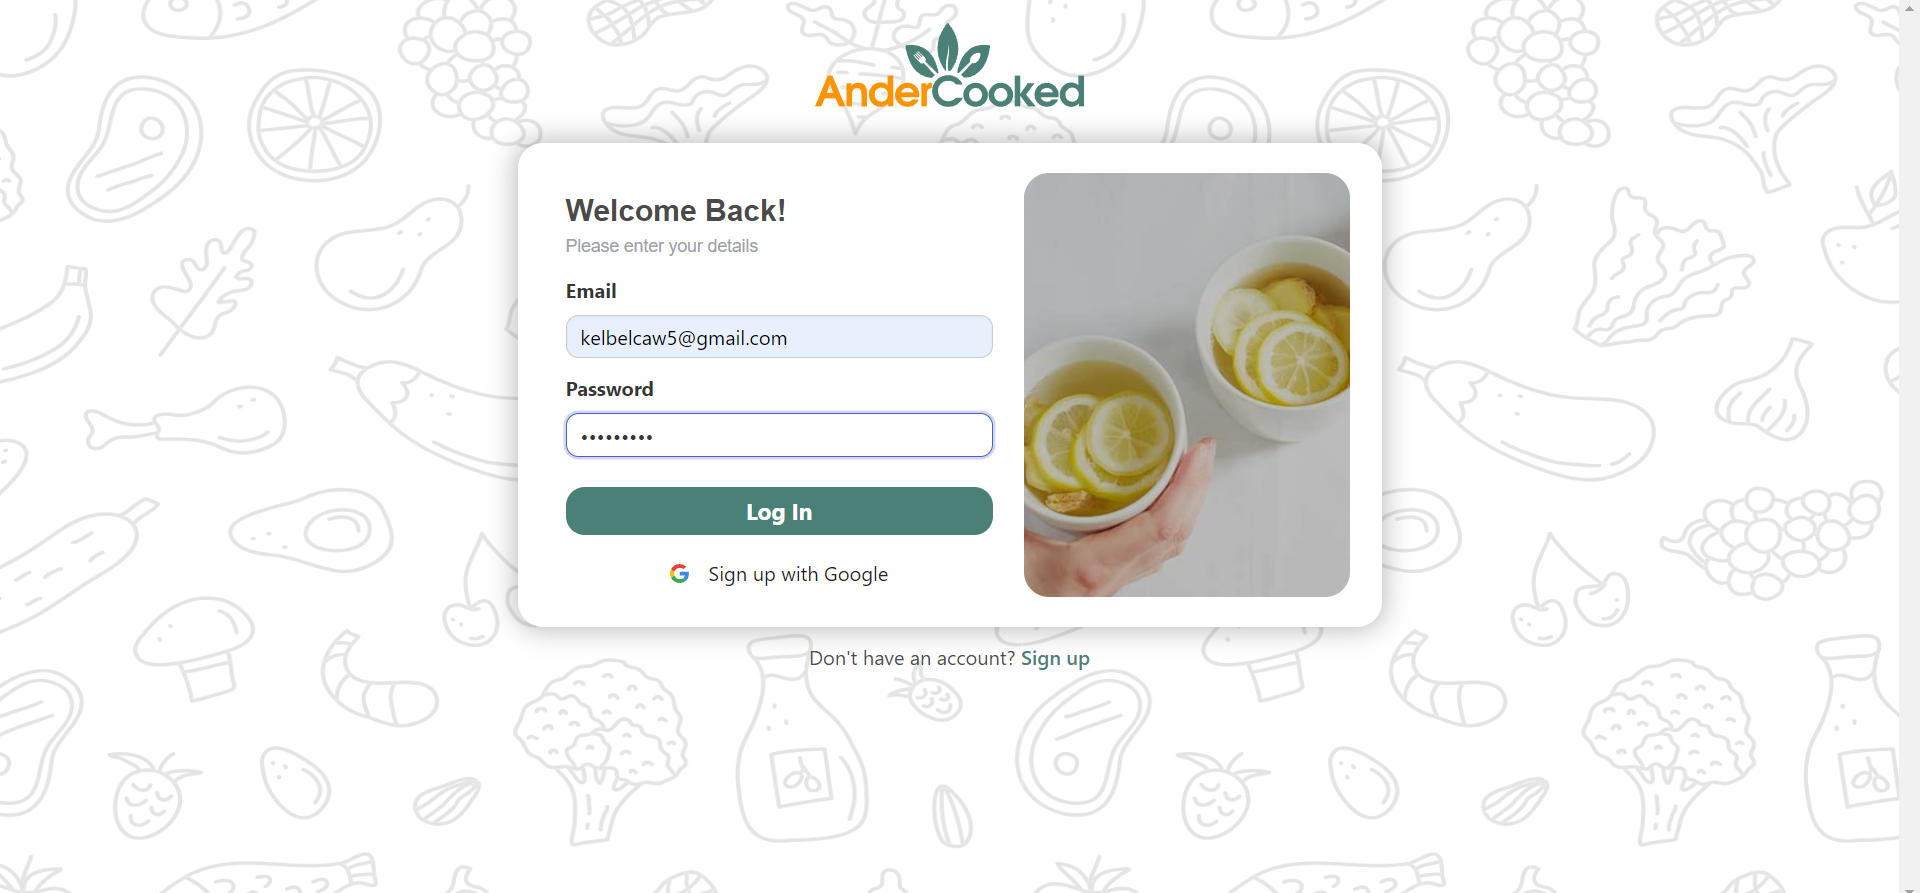 AnderCooked
Welcome Back!
Please enter your details
Email
kelbelcaw5@gmail.com
Password
•••••••••
Log In
Sign up with Google
Don't have an account? Sign up